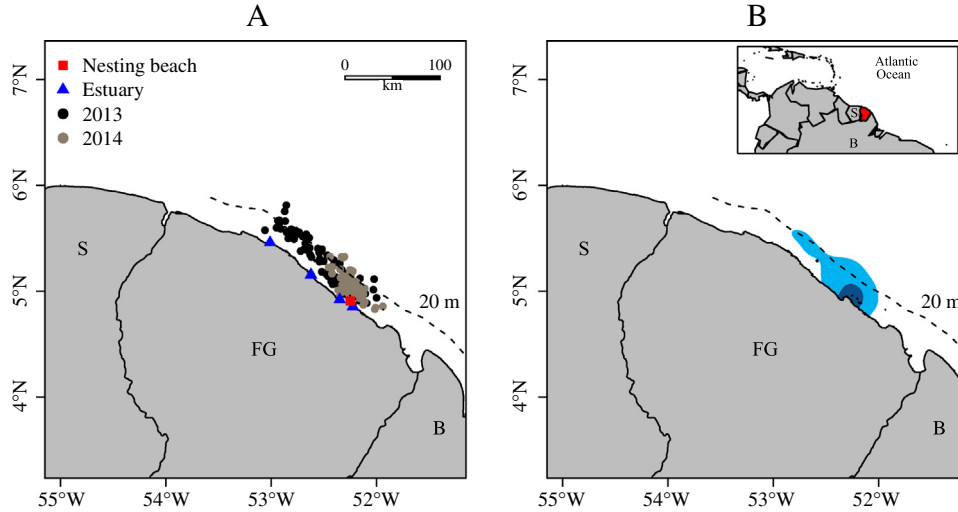 A
B
Nesting beach
Estuary
2013
2014
0 100
km
7°N
6°N
5°N
4°N
S
FG
B
20 m
55°W 54°W 53°W 52°W
Atlantic
Ocean
S
B
7°N
6°N
5°N
4°N
S
FG
B
20 m
55°W 54°W 53°W 52°W